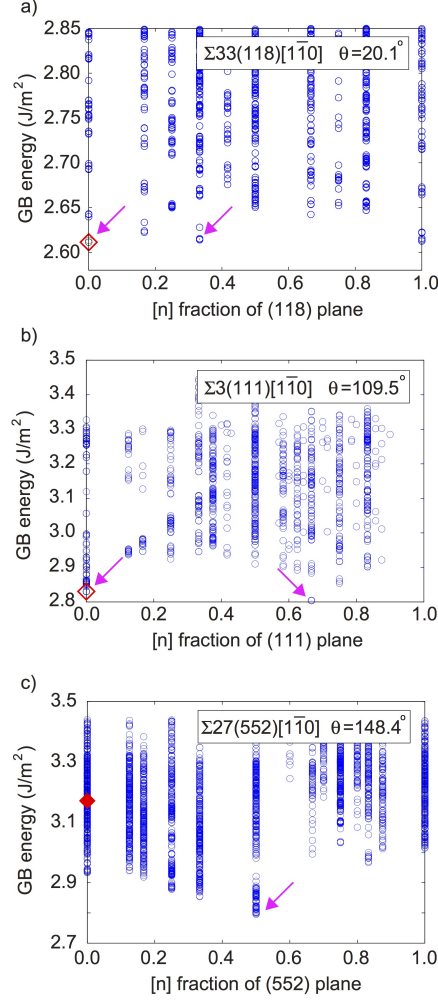 a)
2.85
2.80
2.75
2.70
2.65
2.60
GB energy (J/m²)
Σ33(118)[11̅0] θ=20.1°
0.0 0.2 0.4 0.6 0.8 1.0
[n] fraction of (118) plane
b)
3.5
3.4
3.3
3.2
3.1
3.0
2.9
2.8
GB energy (J/m²)
Σ3(111)[11̅0] θ=109.5°
0.0 0.2 0.4 0.6 0.8 1.0
[n] fraction of (111) plane
c)
3.5
3.3
3.1
2.9
2.7
GB energy (J/m²)
Σ27(552)[11̅0] θ=148.4°
0.0 0.2 0.4 0.6 0.8 1.0
[n] fraction of (552) plane